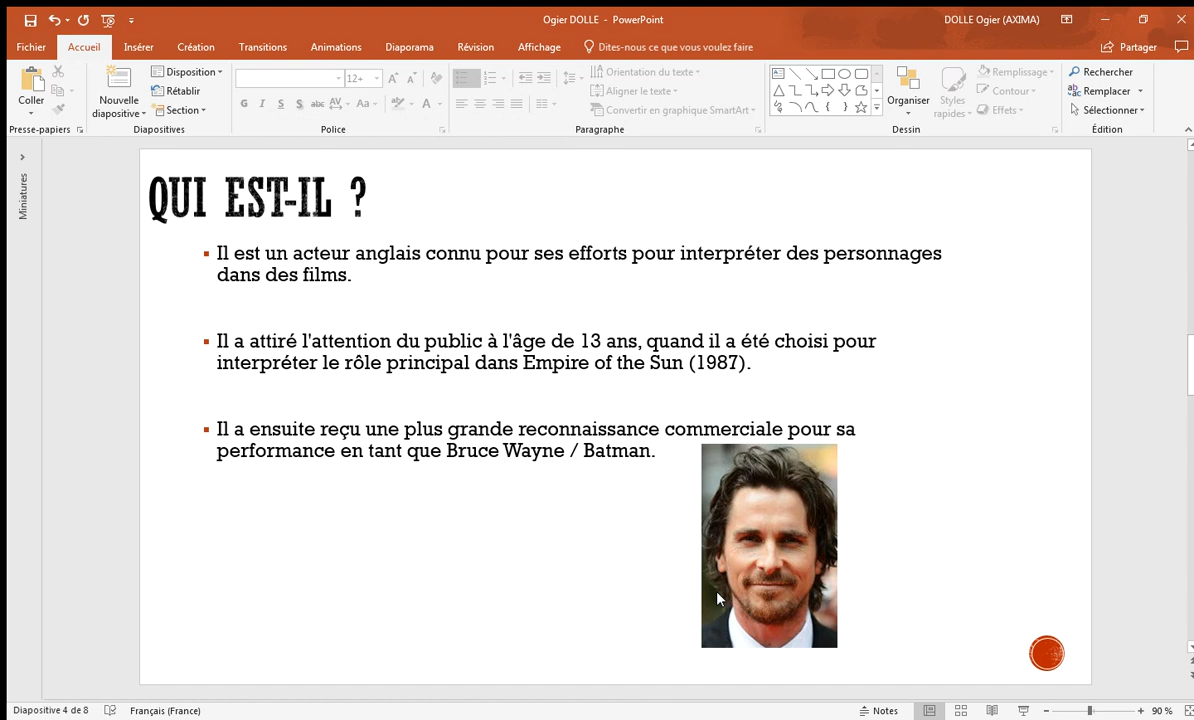 Ogier DOLLE - PowerPoint
DOLLE Ogier (AXIMA)
Fichier
Accueil
Insérer
Création
Transitions
Animations
Diaporama
Révision
Affichage
Dites-nous ce que vous voulez faire
Partager
Coller
Presse-papiers
Nouvelle
diapositive
Disposition
Rétablir
Section
Diapositives
12+
G
I
S
S
abc
AV
Aa
A
Police
Orientation du texte
Aligner le texte
Convertir en graphique SmartArt
Paragraphe
Organiser
Styles
rapides
Remplissage
Contour
Effets
Dessin
Rechercher
Remplacer
Sélectionner
Édition
Miniatures
QUI EST-IL ?
Il est un acteur anglais connu pour ses efforts pour interpréter des personnages
dans des films.
Il a attiré l'attention du public à l'âge de 13 ans, quand il a été choisi pour
interpréter le rôle principal dans Empire of the Sun (1987).
Il a ensuite reçu une plus grande reconnaissance commerciale pour sa
performance en tant que Bruce Wayne / Batman.
Diapositive 4 de 8
Français (France)
Notes
90 %